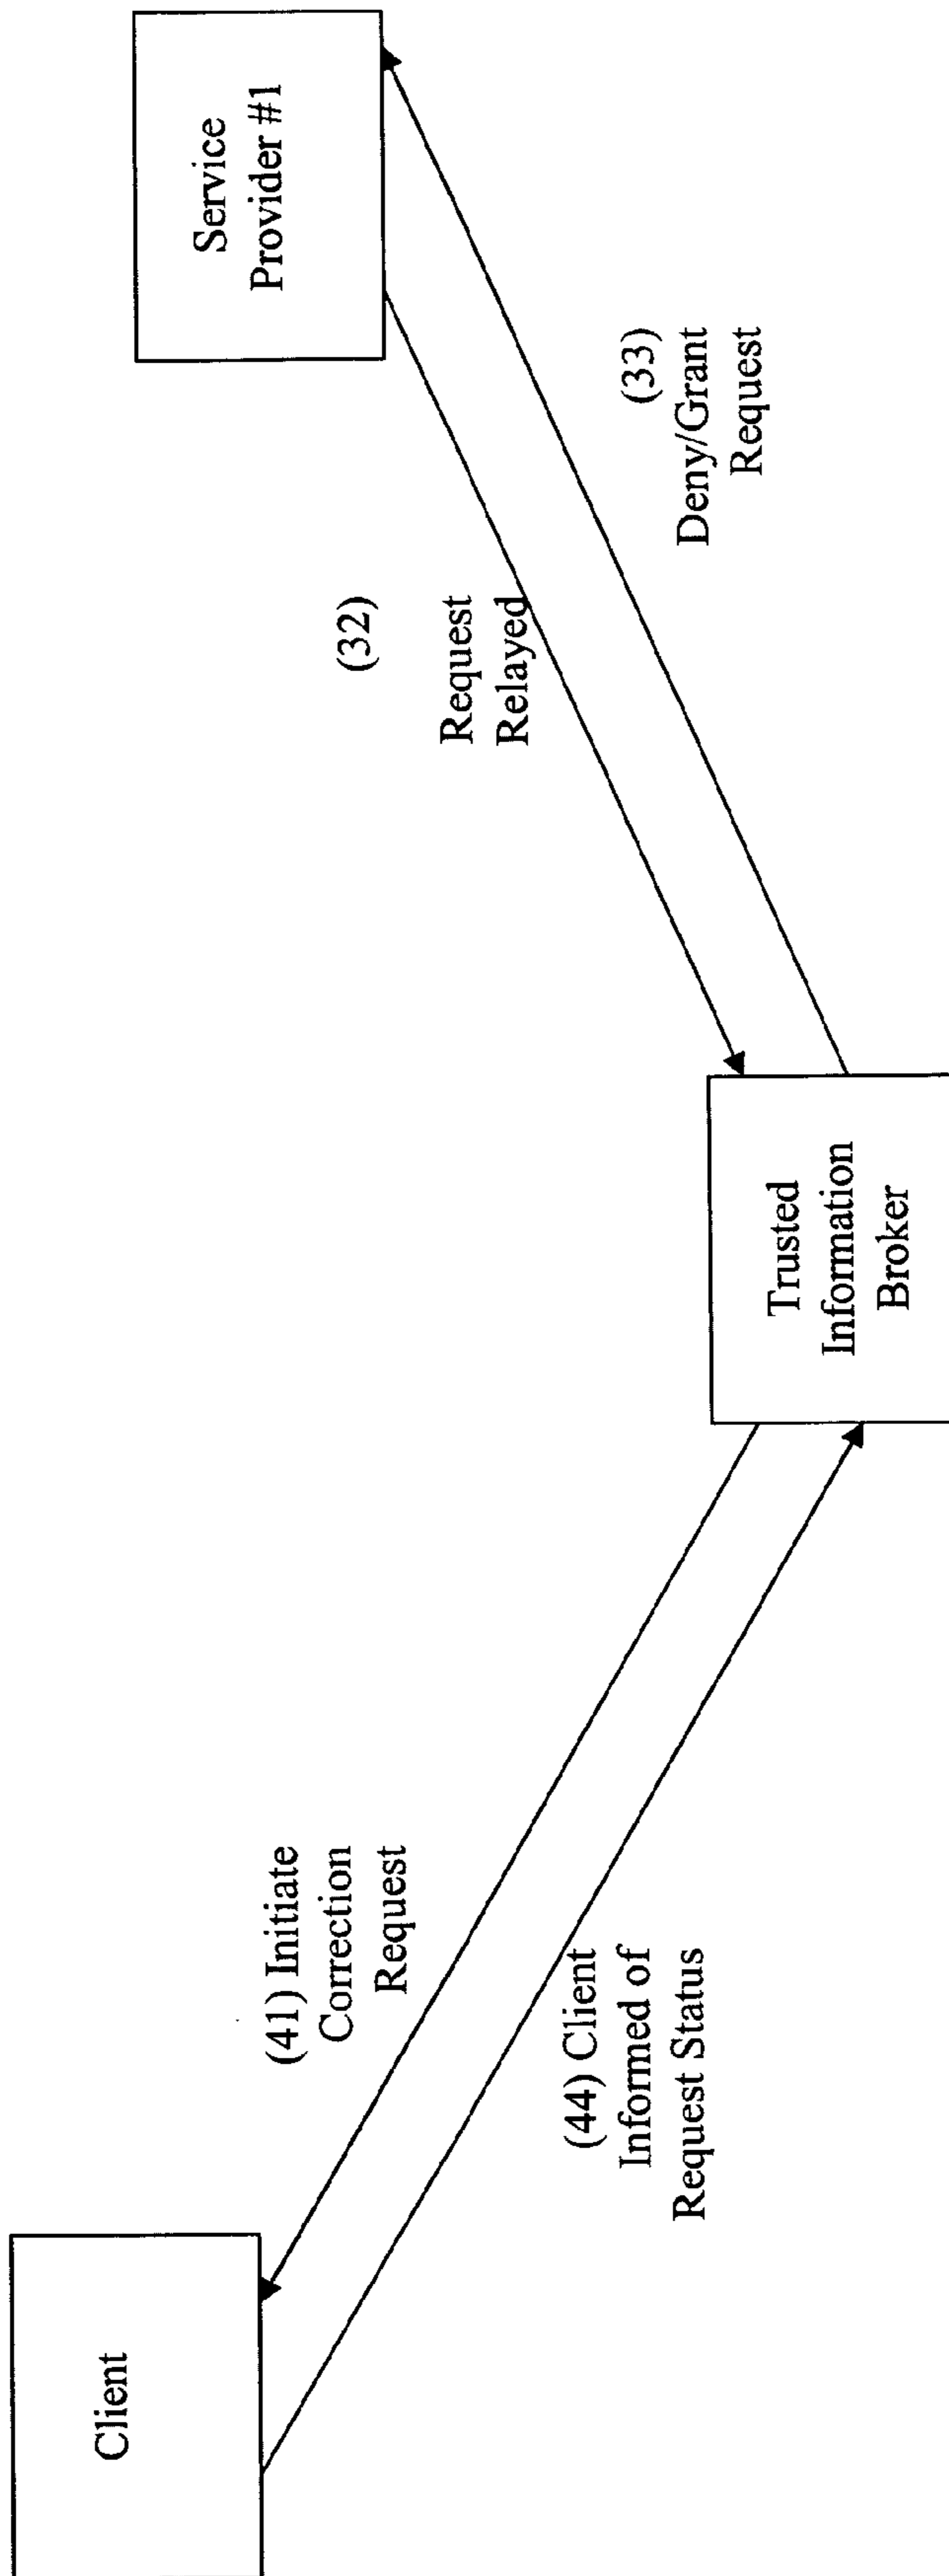 Client
(41) Initiate
Correction
Request
(44) Client
Informed of
Request Status
Trusted
Information
Broker
(32)
Request
Relayed
(33)
Deny/Grant
Request
Service
Provider #1